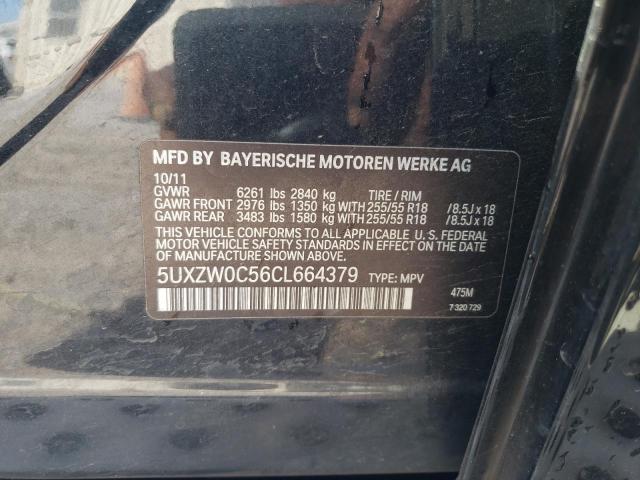 MFD BY BAYERISCHE MOTOREN WERKE AG
10/11
GVWR 6261 lbs 2840 kg TIRE / RIM
GAWR FRONT 2976 lbs 1350 kg WITH 255/55 R18 /8.5J x 18
GAWR REAR 3483 lbs 1580 kg WITH 255/55 R18 /8.5J x 18
THIS VEHICLE CONFORMS TO ALL APPLICABLE U. S. FEDERAL
MOTOR VEHICLE SAFETY STANDARDS IN EFFECT ON THE DATE
OF MANUFACTURE SHOWN ABOVE.
5UXZW0C56CL664379 TYPE: MPV
475M
7 320 729